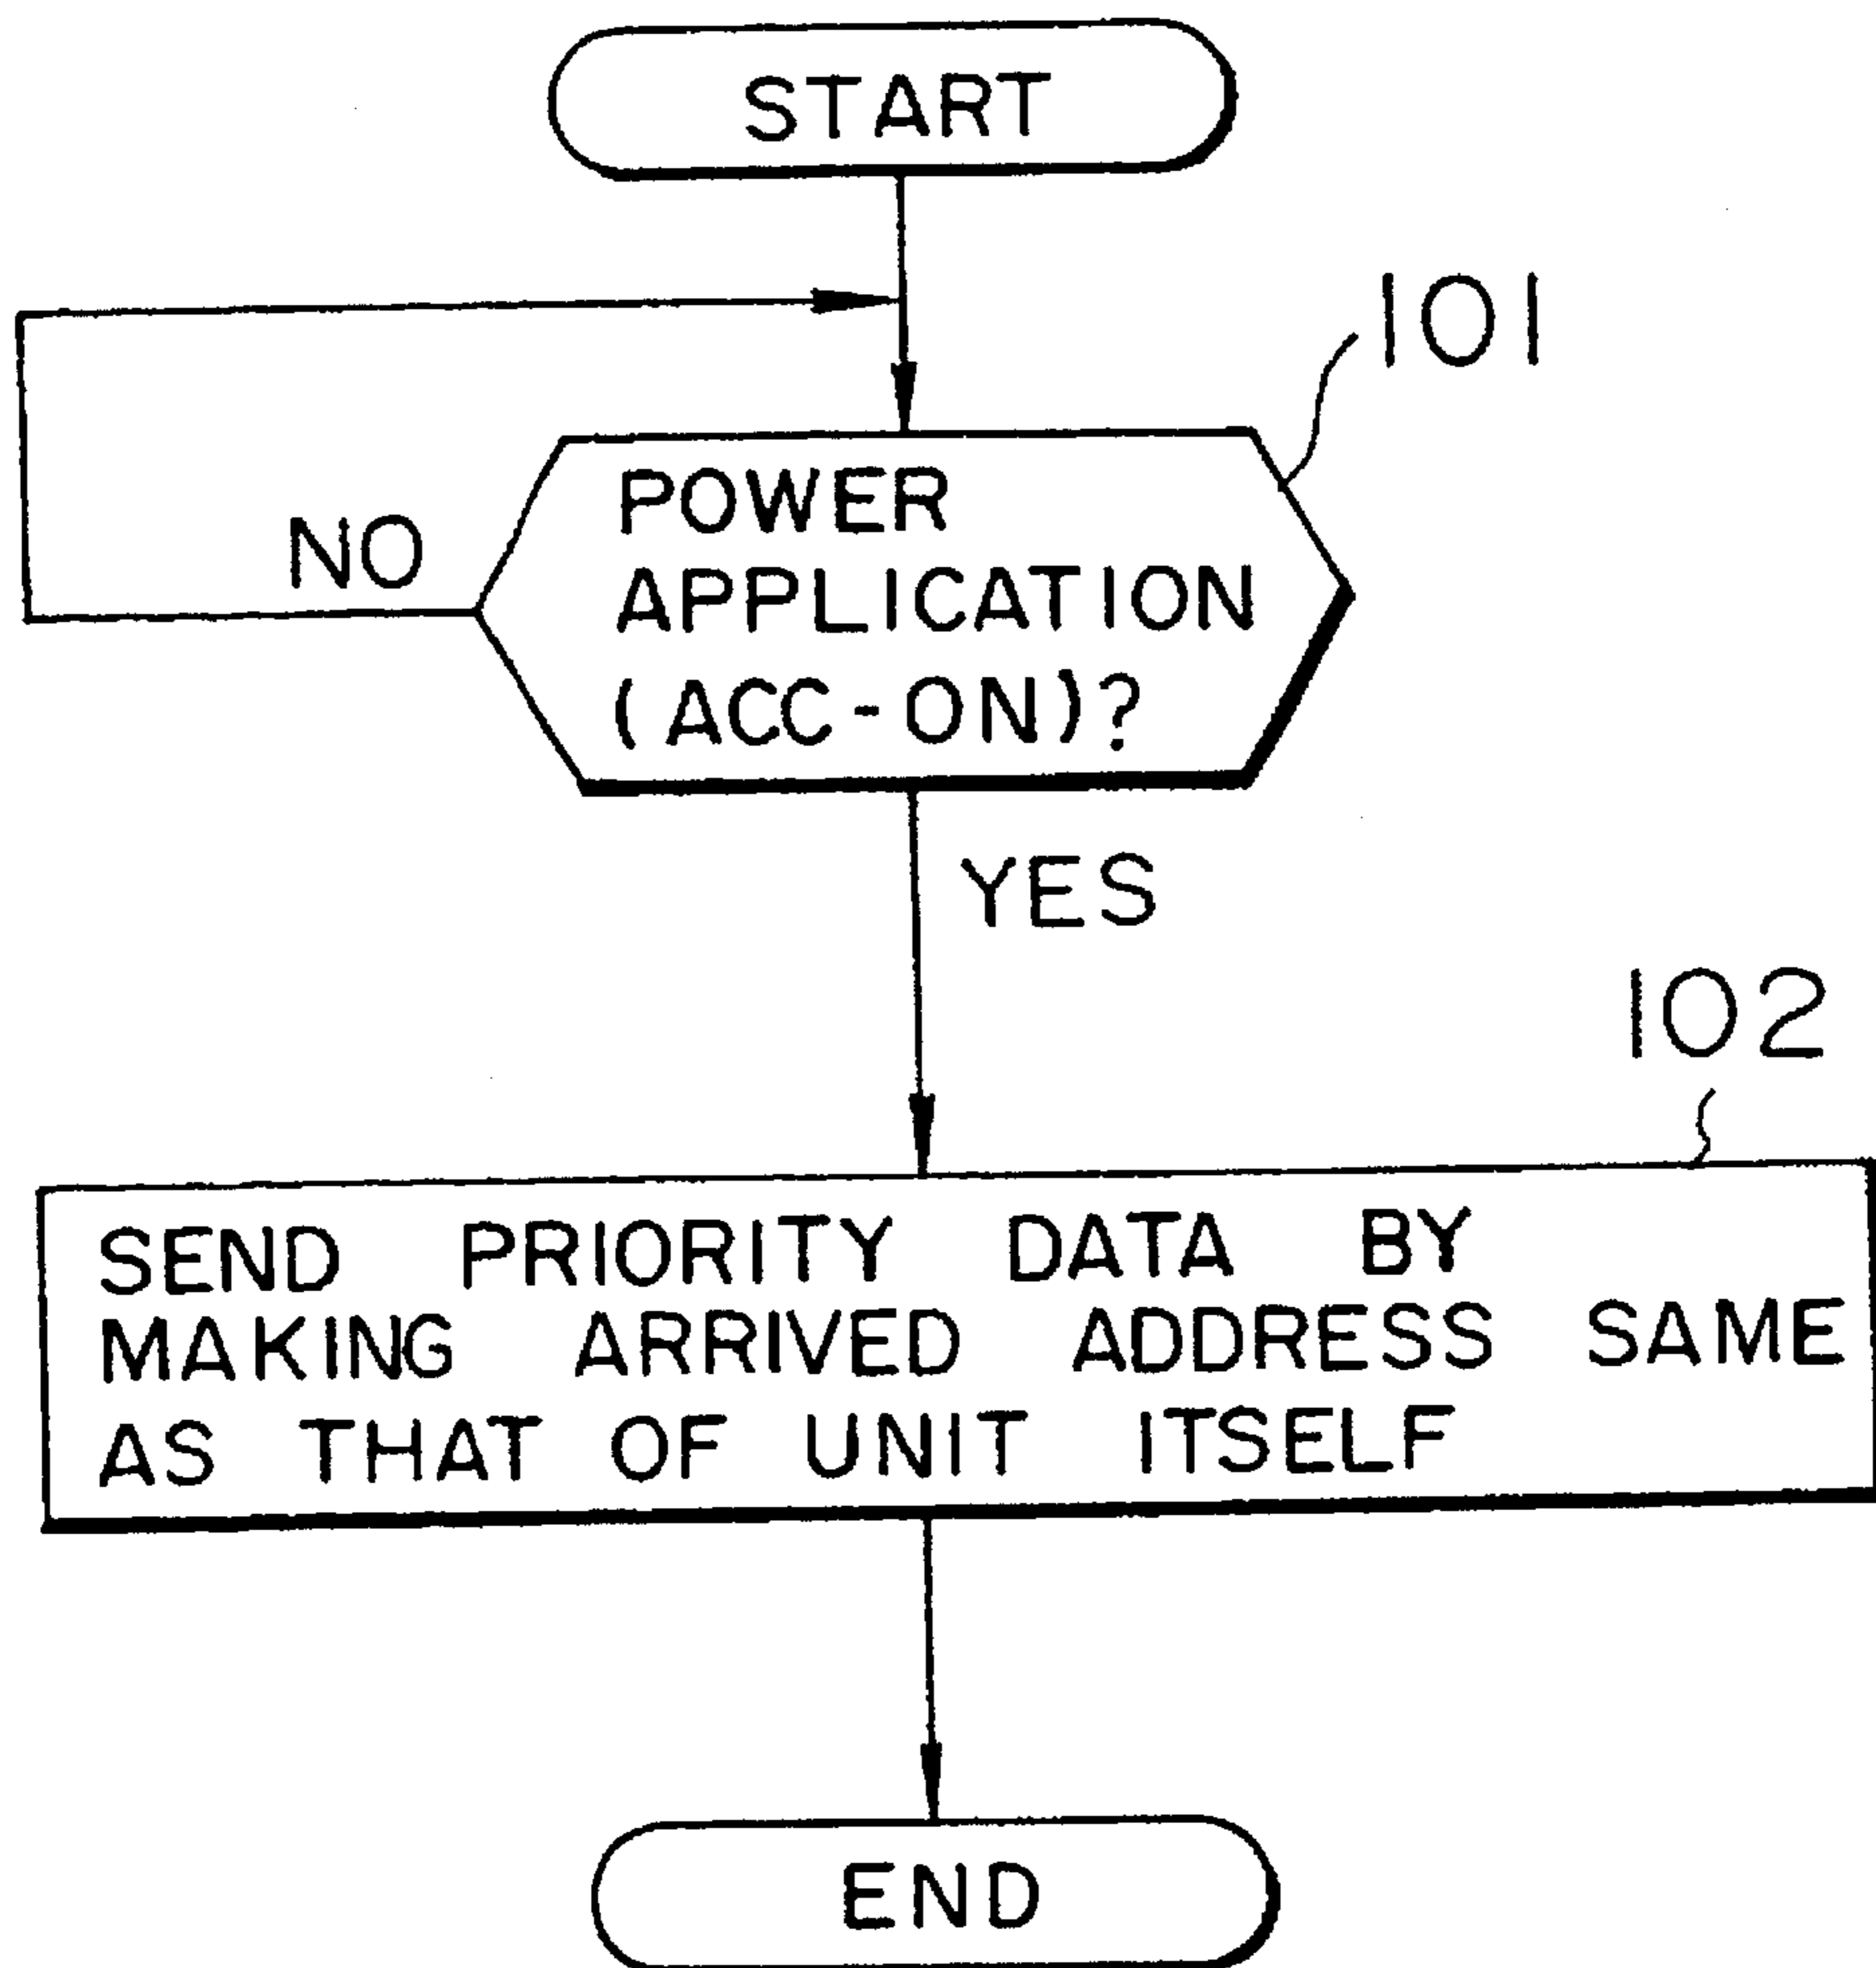 START
101
POWER
APPLICATION
(ACC-ON)?
NO
YES
102
SEND PRIORITY DATA BY
MAKING ARRIVED ADDRESS SAME
AS THAT OF UNIT ITSELF
END